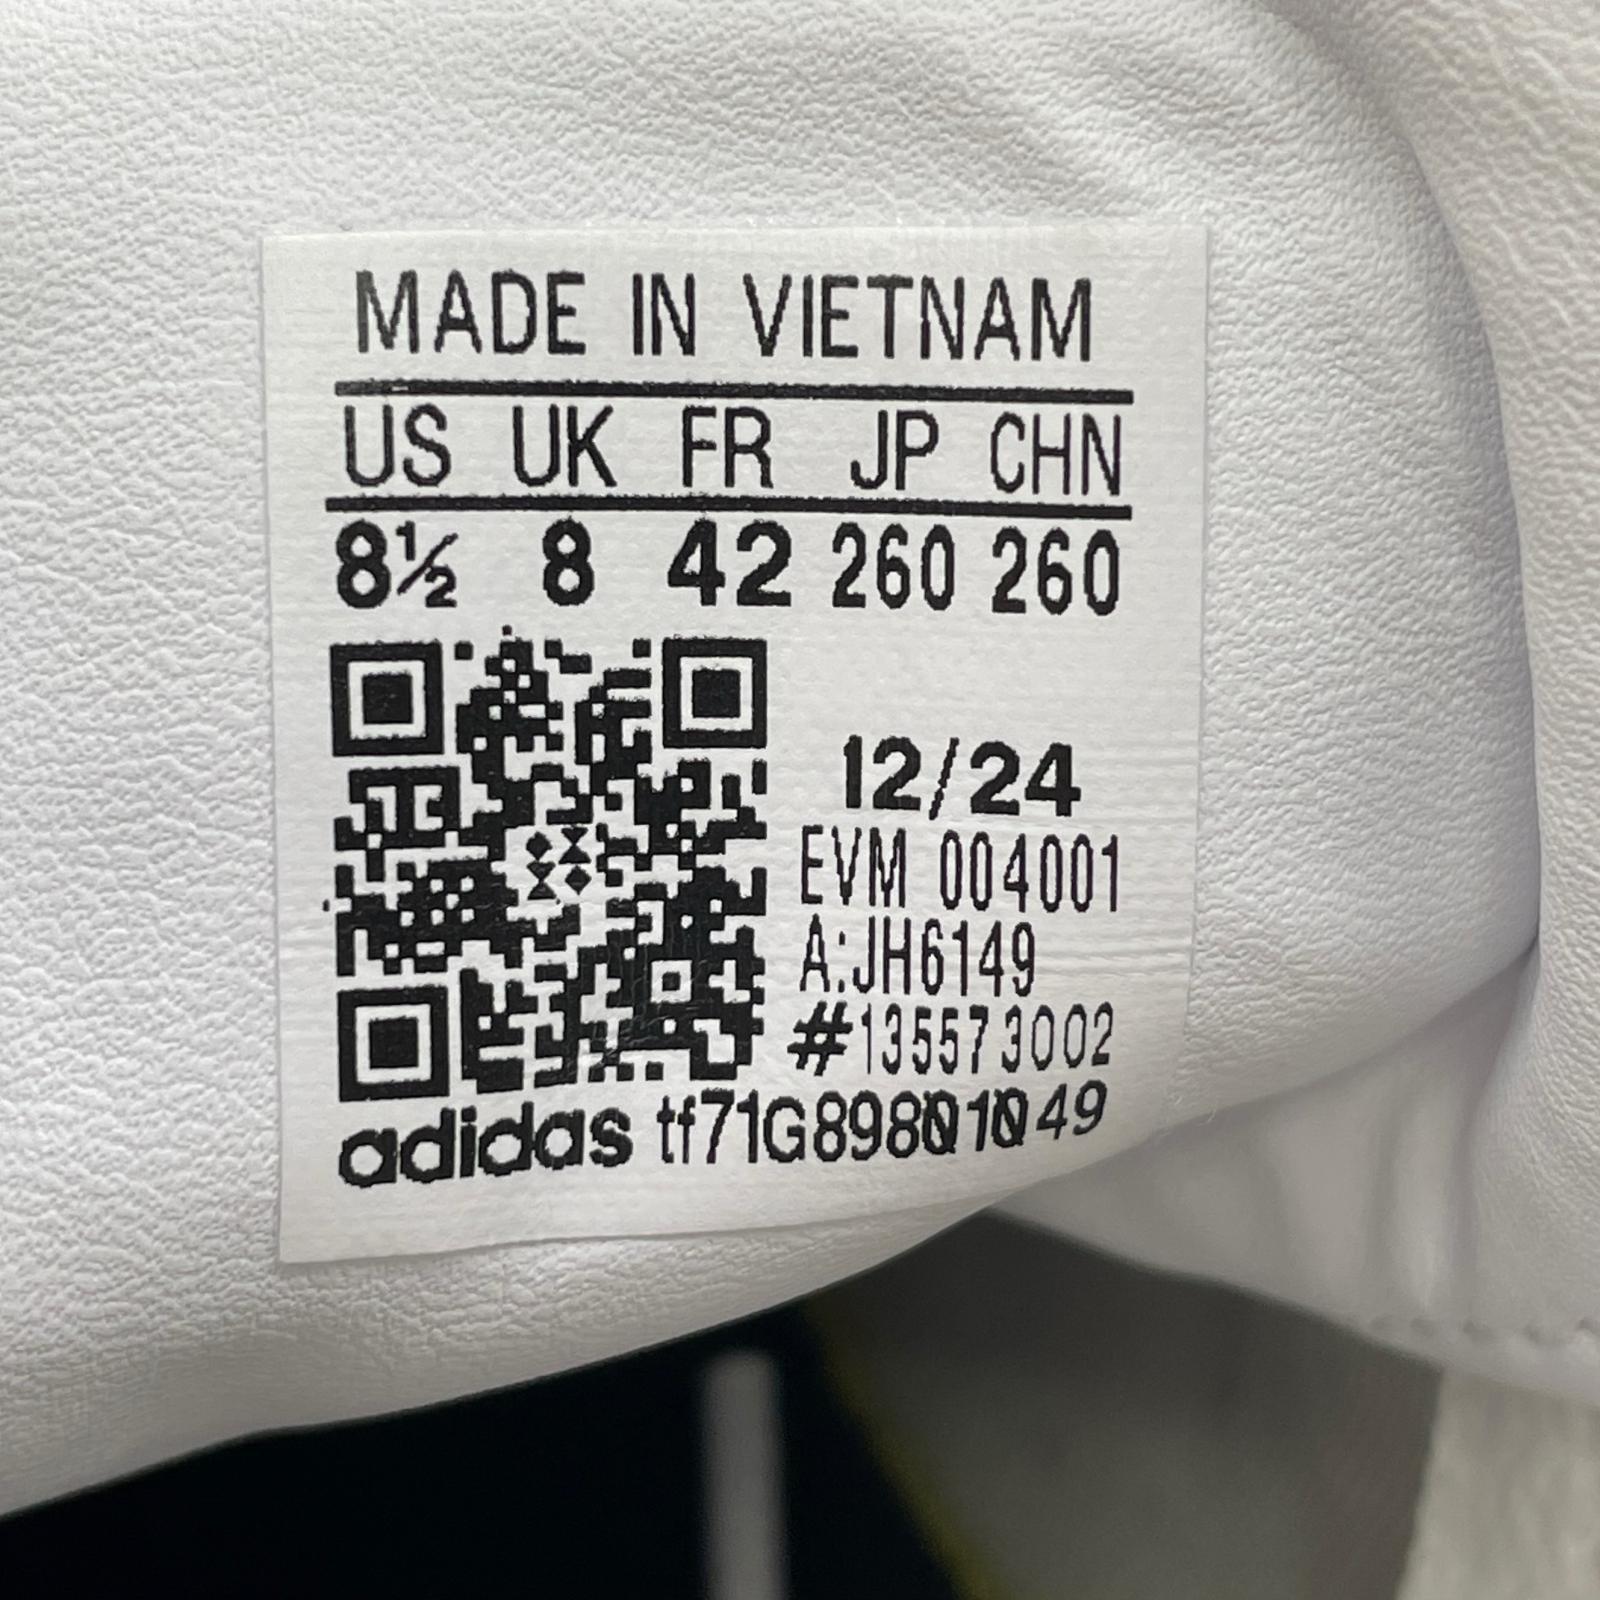 MADE IN VIETNAM
US UK FR JP CHN
8½ 8 42 260 260
12/24
EVM 004001
A:JH6149
#135573002
adidas tf71G89801049